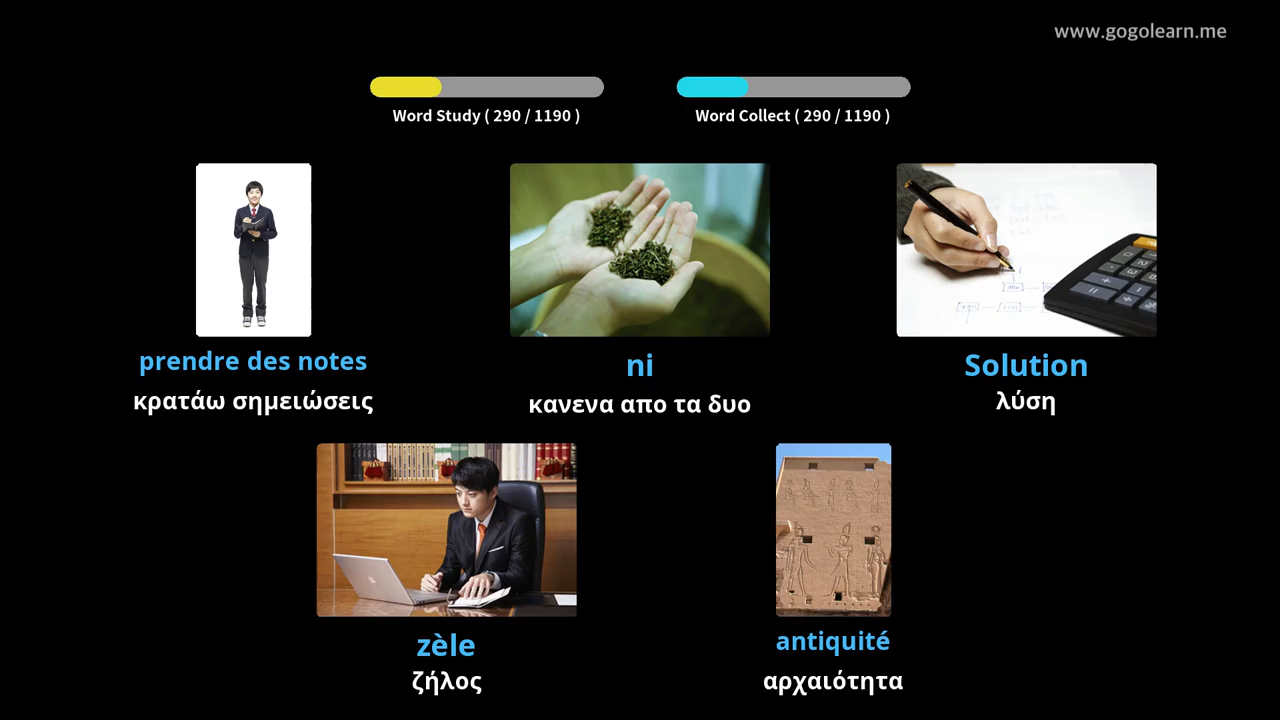 www.gogolearn.me
Word Study ( 290 / 1190 )
Word Collect ( 290 / 1190 )
prendre des notes
κρατάω σημειώσεις
ni
κανενα απο τα δυο
Solution
λύση
zèle
ζήλος
antiquité
αρχαιότητα